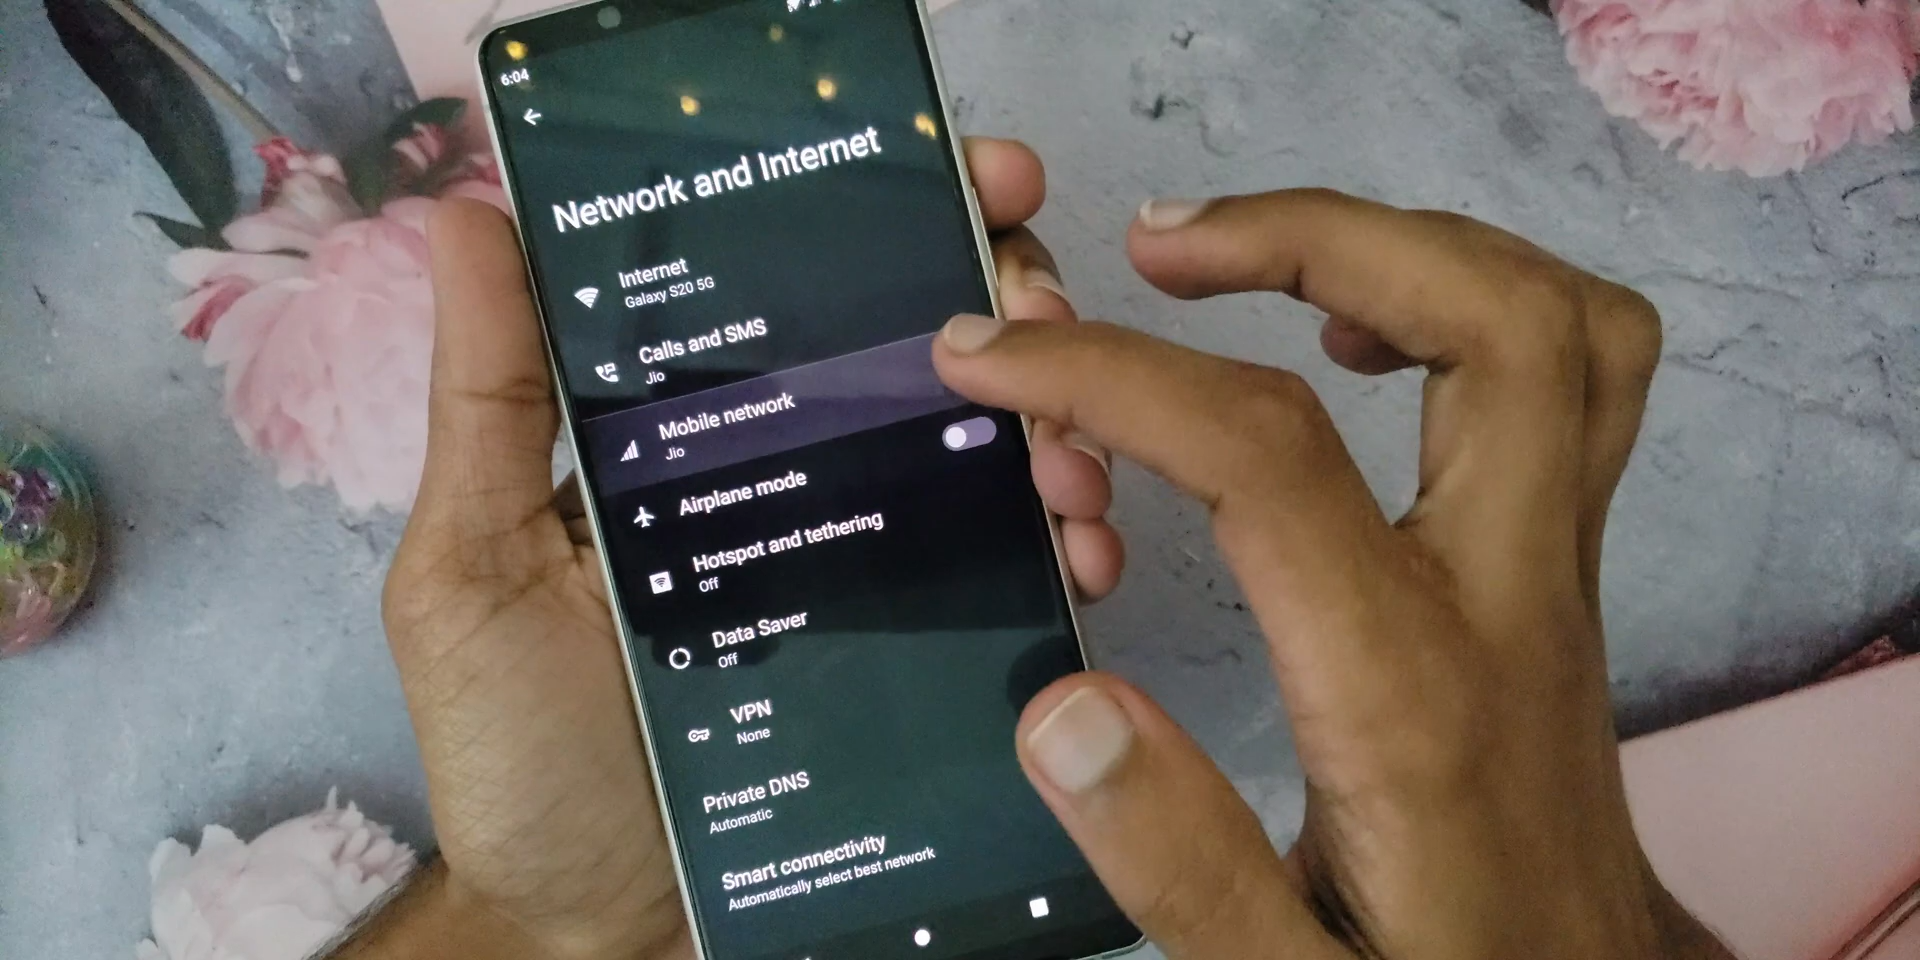 6:04
Network and Internet
Internet
Galaxy S20 5G
Calls and SMS
Jio
Mobile network
Jio
Airplane mode
Hotspot and tethering
Off
Data Saver
Off
VPN
None
Private DNS
Automatic
Smart connectivity
Automatically select best network